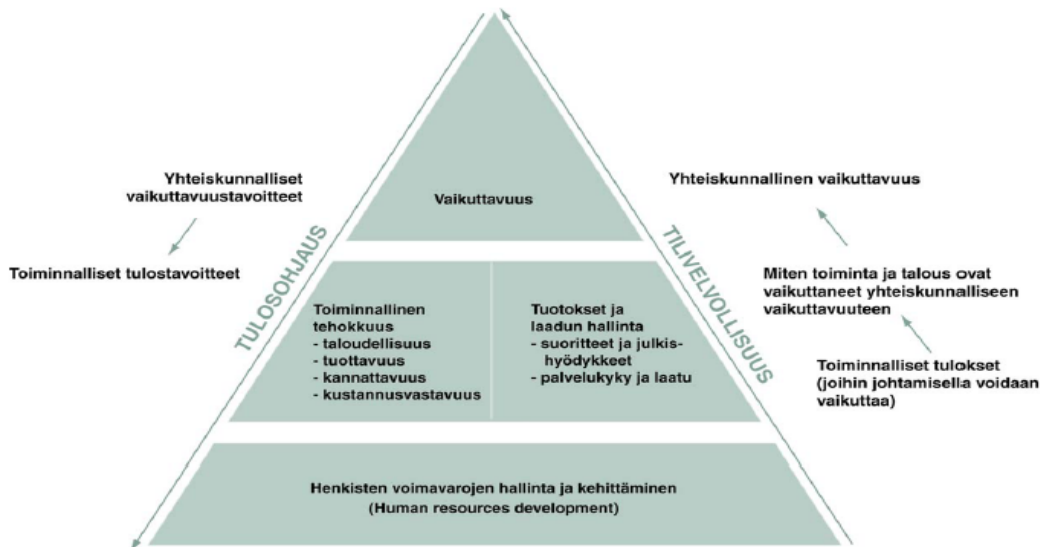 Yhteiskunnalliset
vaikuttavuustavoitteet
Toiminnalliset tulostavoitteet
TULOSOHJAUS
Vaikuttavuus
Toiminnallinen
tehokkuus
- taloudellisuus
- tuottavuus
- kannattavuus
- kustannusvastavuus
Tuotokset ja
laadun hallinta
- suoritteet ja julkis-
hyödykkeet
- palvelukyky ja laatu
Henkisten voimavarojen hallinta ja kehittäminen
(Human resources development)
TILIVELVOLLISUUS
Yhteiskunnallinen vaikuttavuus
Miten toiminta ja talous ovat
vaikuttaneet yhteiskunnalliseen
vaikuttavuuteen
Toiminnalliset tulokset
(joihin johtamisella voidaan
vaikuttaa)